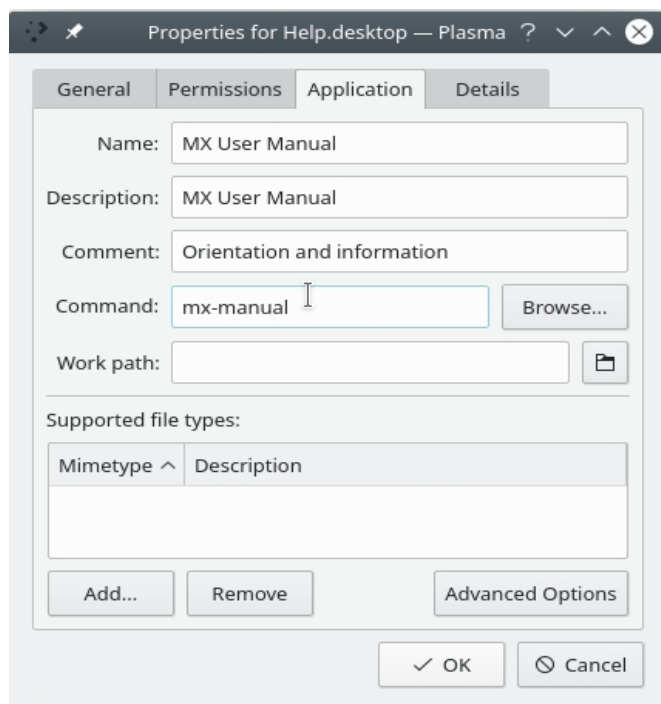 Properties for Help.desktop — Plasma ?
General Permissions Application Details
Name: MX User Manual
Description: MX User Manual
Comment: Orientation and information
Command: mx-manual Browse...
Work path:
Supported file types:
Mimetype Description
Add... Remove Advanced Options
OK Cancel